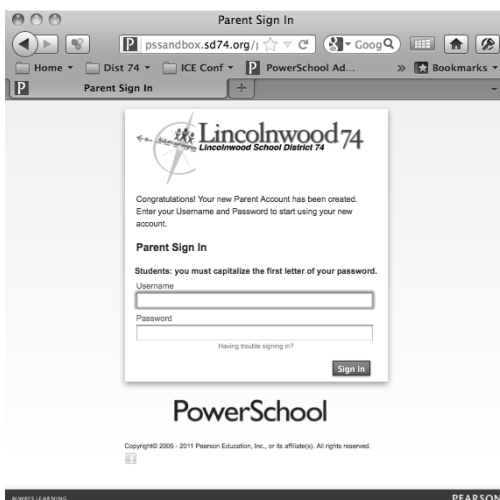 Parent Sign In
P pssandbox.sd74.org/p Goog
Home Dist 74 ICE Conf P PowerSchool Ad... » Bookmarks
P Parent Sign In +
Lincolnwood74
Lincolnwood School District 74
Congratulations! Your new Parent Account has been created.
Enter your Username and Password to start using your new
account.
Parent Sign In
Students: you must capitalize the first letter of your password.
Username
Password
Having trouble signing in?
Sign In
PowerSchool
Copyright© 2005 - 2011 Pearson Education, Inc., or its affiliate(s). All rights reserved.
ALWAYS LEARNING PEARSON